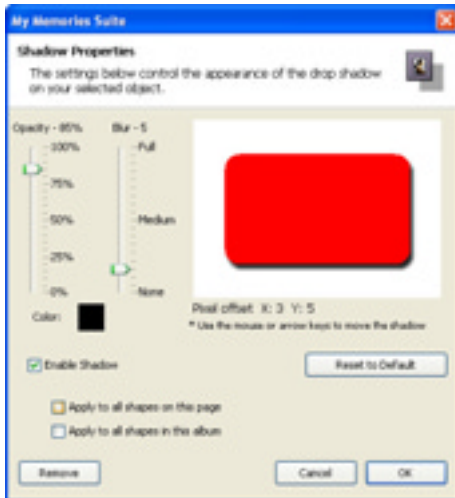 My Memories Suite
Shadow Properties
The settings below control the appearance of the drop shadow
on your selected object.
Opacity - 85% Blur - 5
100% Full
75%
50% Medium
25%
0% None
Color:
Pixel offset X: 3 Y: 5
* Use the mouse or arrow keys to move the shadow
Enable Shadow
Reset to Default
Apply to all shapes on this page
Apply to all shapes in this album
Remove Cancel OK